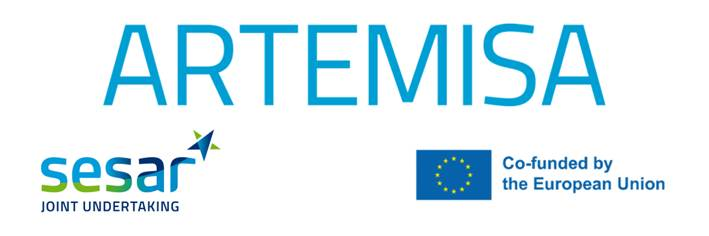 ARTEMISA
sesar
JOINT UNDERTAKING
Co-funded by
the European Union